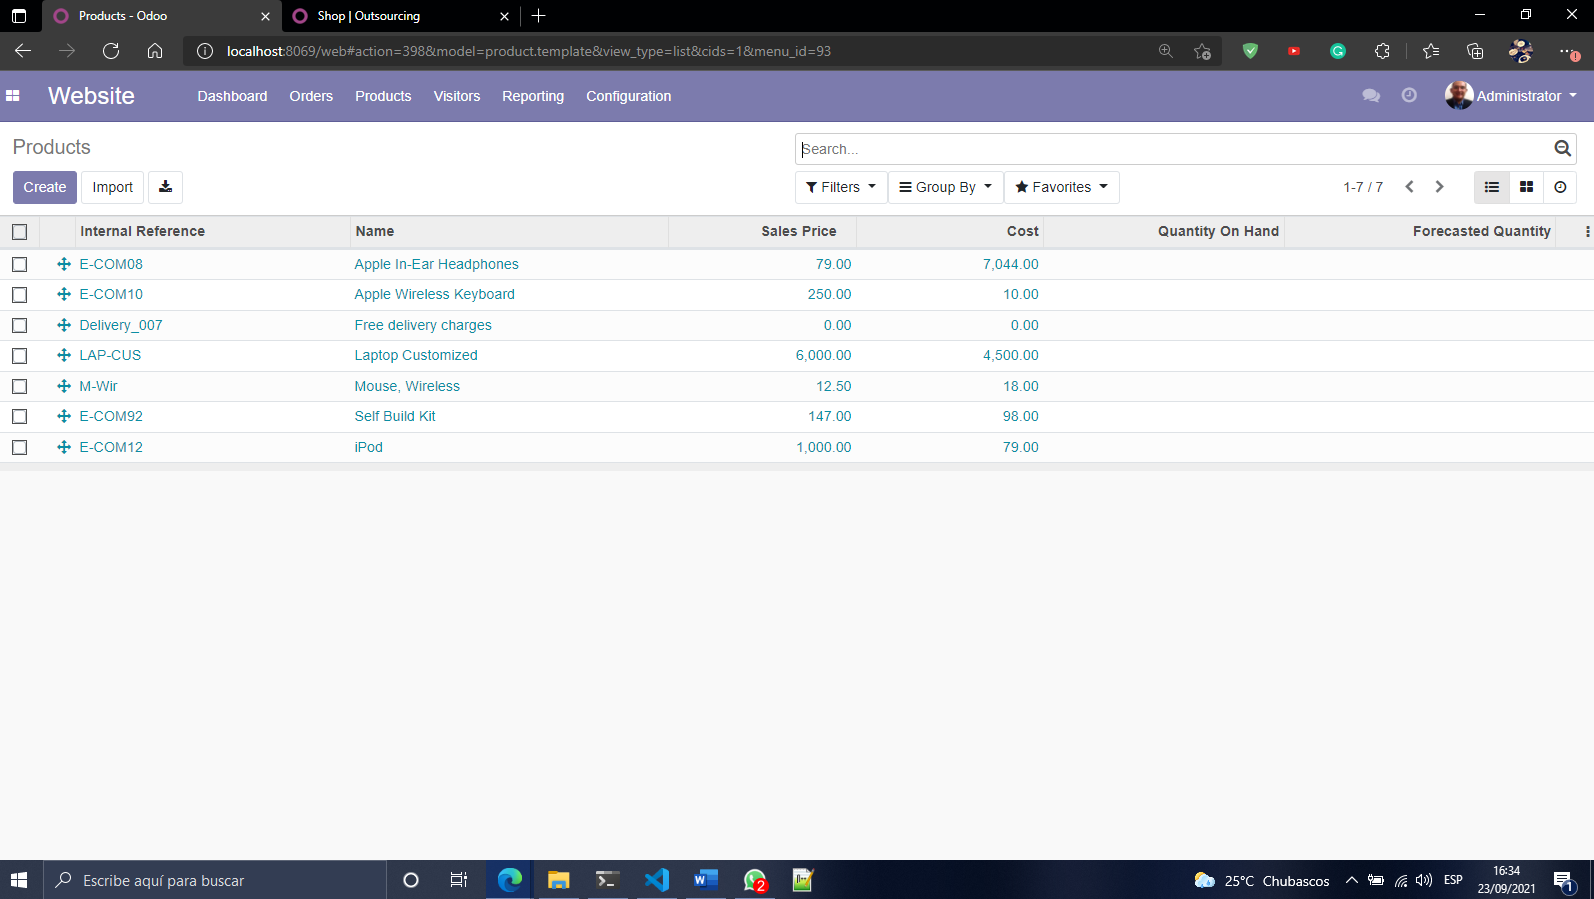 Products - Odoo
Shop | Outsourcing
localhost:8069/web#action=398&model=product.template&view_type=list&cids=1&menu_id=93
Website
Dashboard Orders Products Visitors Reporting Configuration
Administrator
Products
Search...
Create Import
Filters Group By Favorites
1-7 / 7
Internal Reference Name Sales Price Cost Quantity On Hand Forecasted Quantity
E-COM08 Apple In-Ear Headphones 79.00 7,044.00
E-COM10 Apple Wireless Keyboard 250.00 10.00
Delivery_007 Free delivery charges 0.00 0.00
LAP-CUS Laptop Customized 6,000.00 4,500.00
M-Wir Mouse, Wireless 12.50 18.00
E-COM92 Self Build Kit 147.00 98.00
E-COM12 iPod 1,000.00 79.00
Escribe aquí para buscar
2
25°C Chubascos
ESP
16:34
23/09/2021
1